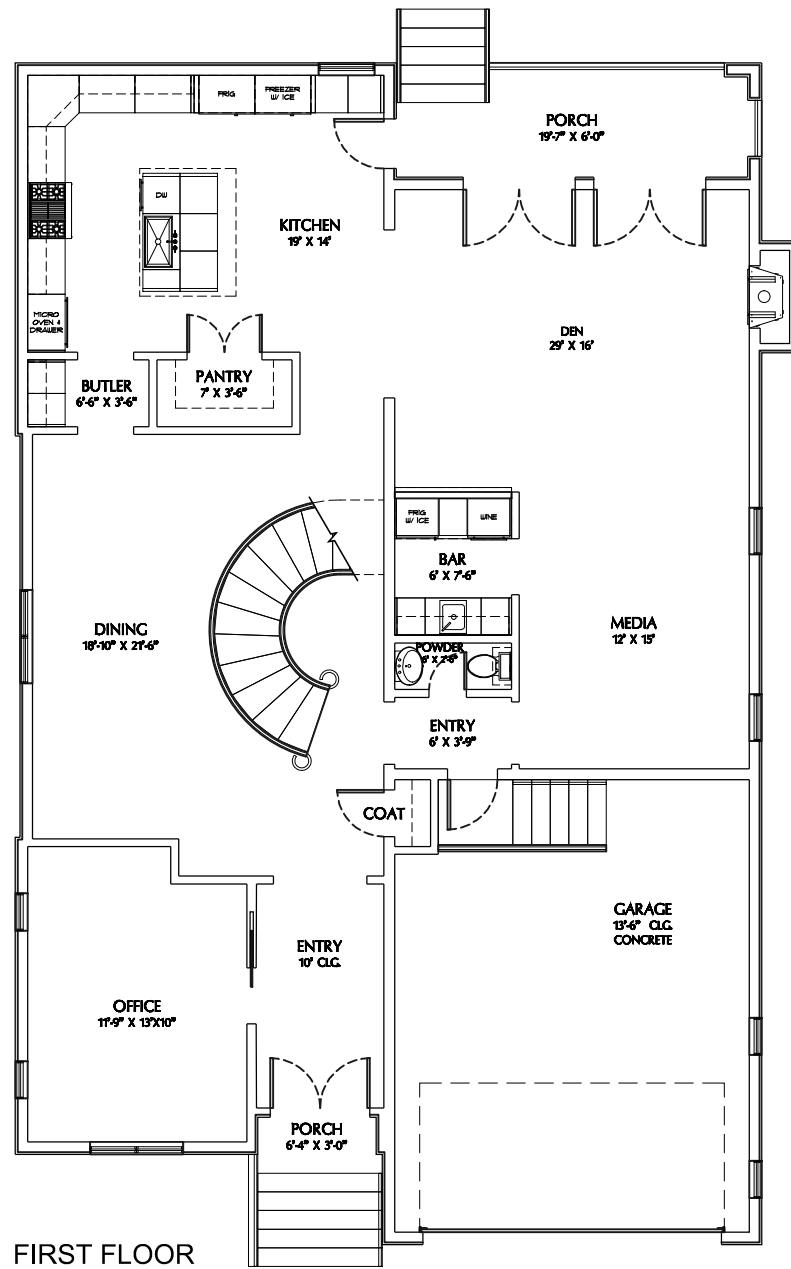 FRIG
FREEZER
W/ ICE
PORCH
19'-7" X 6'-0"
DW
KITCHEN
19' X 14'
MICRO
OVEN &
DRAWER
DEN
29' X 16'
BUTLER
6'-6" X 3'-6"
PANTRY
7' X 3'-6"
FRIG
W/ ICE
WINE
BAR
6' X 7'-6"
DINING
18'-10" X 21'-6"
MEDIA
12' X 15'
POWDER
X 2'-6"
ENTRY
6' X 3'-9"
COAT
GARAGE
13'-6" CLG.
CONCRETE
ENTRY
10' CLG.
OFFICE
11'-9" X 13'X10"
PORCH
6'-4" X 3'-0"
FIRST FLOOR